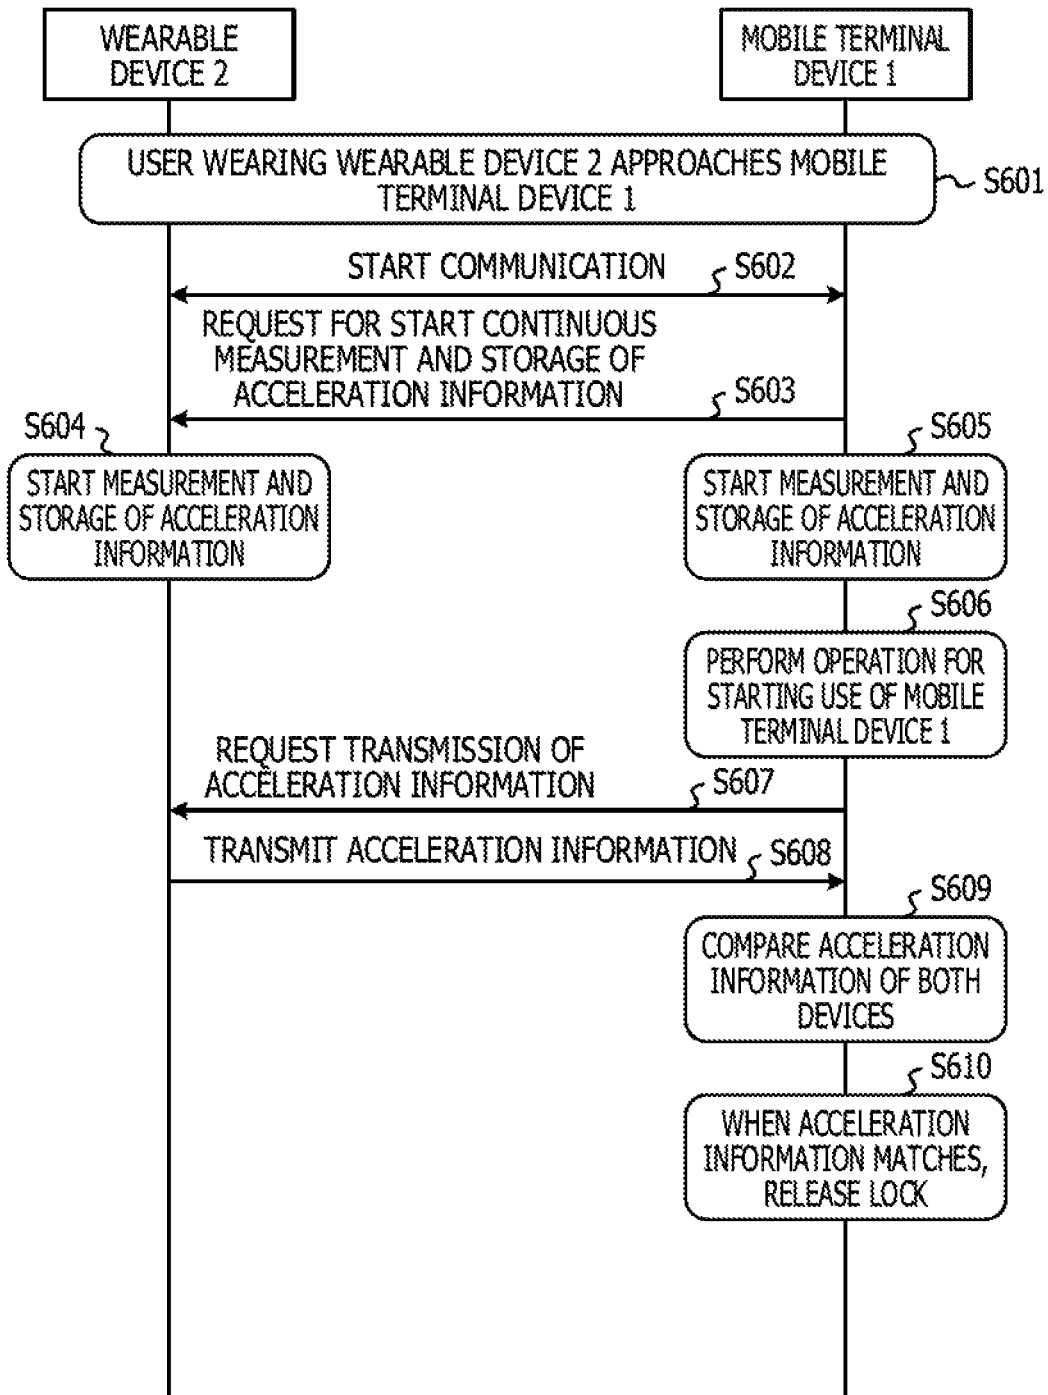 WEARABLE
DEVICE 2
MOBILE TERMINAL
DEVICE 1
USER WEARING WEARABLE DEVICE 2 APPROACHES MOBILE
TERMINAL DEVICE 1
S601
START COMMUNICATION
S602
REQUEST FOR START CONTINUOUS
MEASUREMENT AND STORAGE OF
ACCELERATION INFORMATION
S603
S604
START MEASUREMENT AND
STORAGE OF ACCELERATION
INFORMATION
S605
START MEASUREMENT AND
STORAGE OF ACCELERATION
INFORMATION
S606
PERFORM OPERATION FOR
STARTING USE OF MOBILE
TERMINAL DEVICE 1
REQUEST TRANSMISSION OF
ACCELERATION INFORMATION
S607
TRANSMIT ACCELERATION INFORMATION
S608
S609
COMPARE ACCELERATION
INFORMATION OF BOTH
DEVICES
S610
WHEN ACCELERATION
INFORMATION MATCHES,
RELEASE LOCK